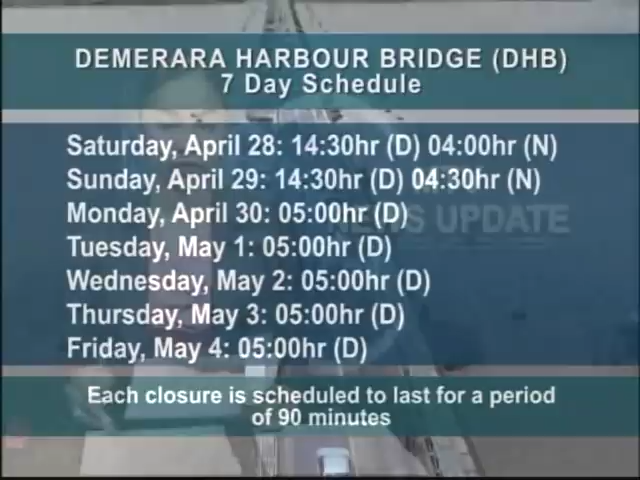 DEMERARA HARBOUR BRIDGE (DHB)
7 Day Schedule
Saturday, April 28: 14:30hr (D) 04:00hr (N)
Sunday, April 29: 14:30hr (D) 04:30hr (N)
Monday, April 30: 05:00hr (D)
NEWS UPDATE
Tuesday, May 1: 05:00hr (D)
Wednesday, May 2: 05:00hr (D)
Thursday, May 3: 05:00hr (D)
Friday, May 4: 05:00hr (D)
Each closure is scheduled to last for a period
of 90 minutes